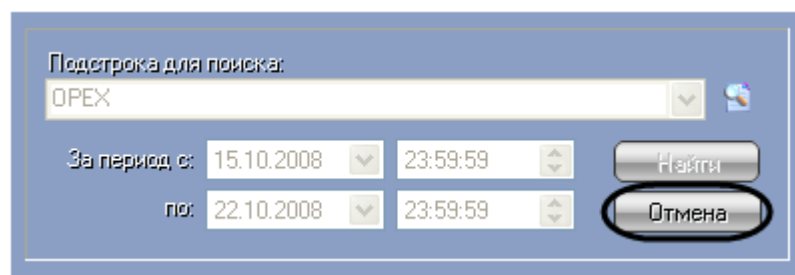 Подстрока для поиска:
OPEX
За период с: 15.10.2008 23:59:59 Найти
по: 22.10.2008 23:59:59 Отмена